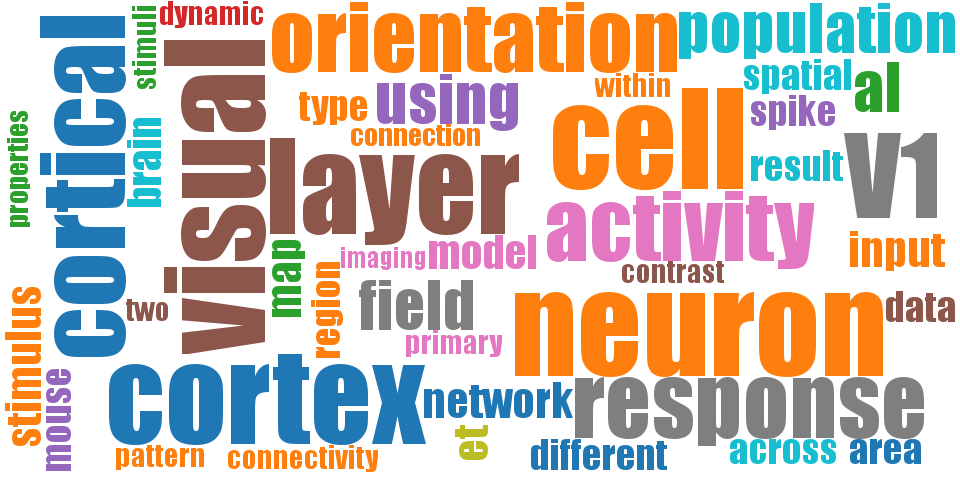 dynamic
stimuli
orientation
population
cortical
visual
type
using
within
spatial
al
spike
connection
cell
properties
brain
layer
result
V1
activity
map
imaging
model
input
contrast
region
two
field
primary
neuron
data
stimulus
mouse
cortex
network
response
pattern
connectivity
et
different
across
area